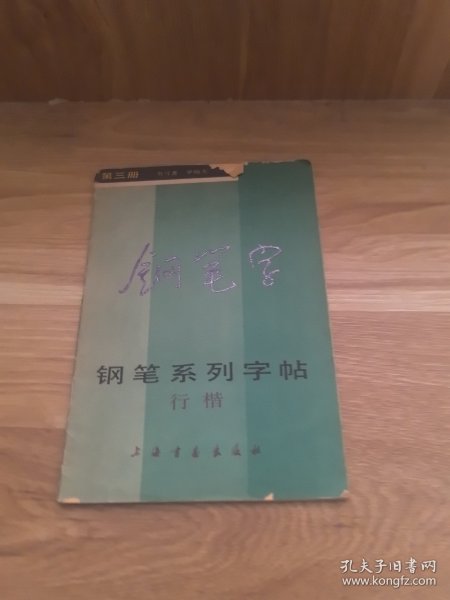 第三册
钢笔字
钢笔系列字帖
行楷
上海书画出版社
孔夫子旧书网
www.kongfz.com